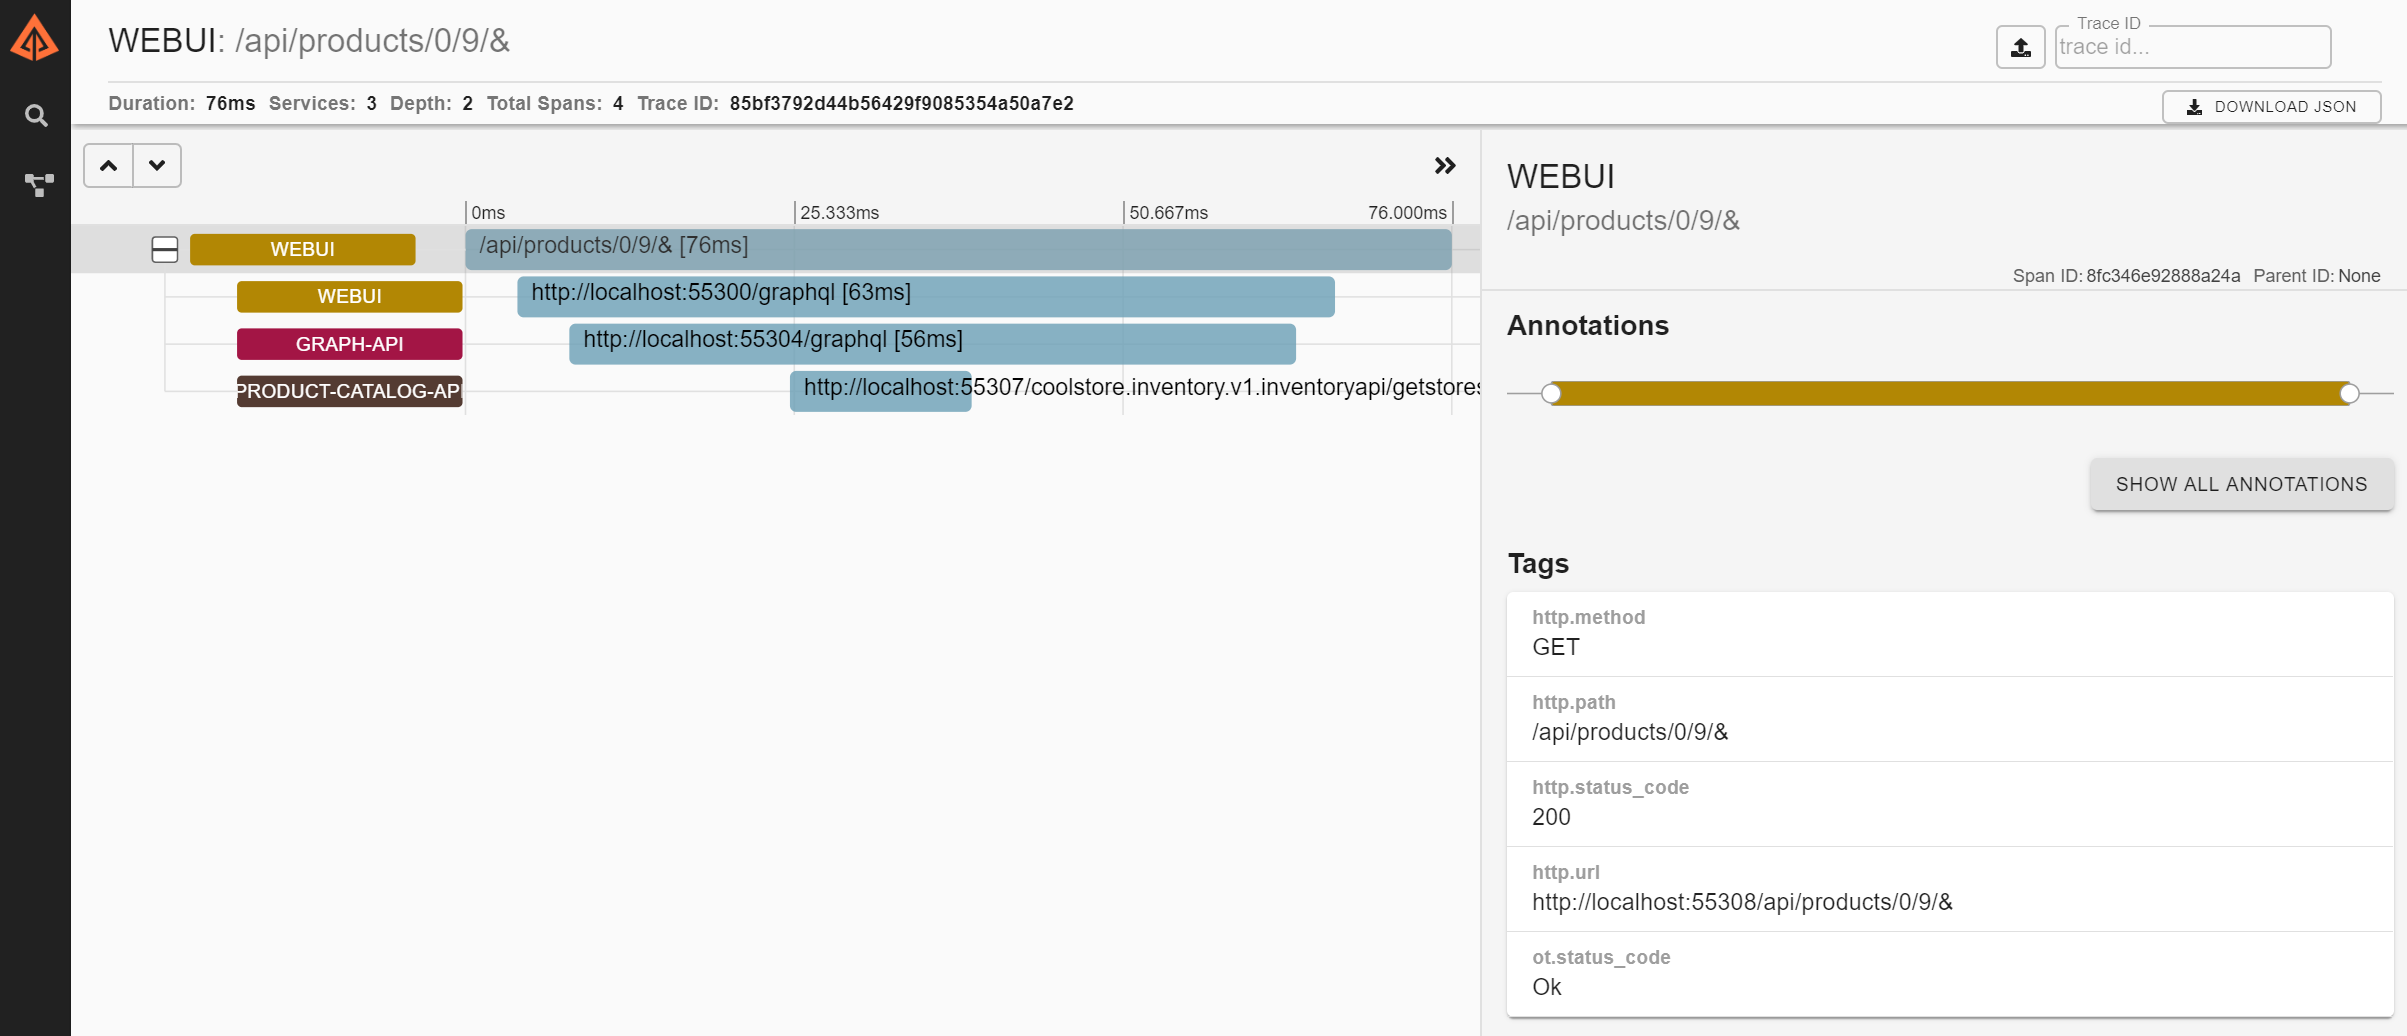 WEBUI: /api/products/0/9/&
Trace ID
trace id...
Duration: 76ms Services: 3 Depth: 2 Total Spans: 4 Trace ID: 85bf3792d44b56429f9085354a50a7e2
DOWNLOAD JSON
0ms 25.333ms 50.667ms 76.000ms
WEBUI /api/products/0/9/& [76ms]
WEBUI http://localhost:55300/graphql [63ms]
GRAPH-API http://localhost:55304/graphql [56ms]
PRODUCT-CATALOG-API http://localhost:55307/coolstore.inventory.v1.inventoryapi/getstores
WEBUI
/api/products/0/9/&
Span ID: 8fc346e92888a24a Parent ID: None
Annotations
SHOW ALL ANNOTATIONS
Tags
http.method
GET
http.path
/api/products/0/9/&
http.status_code
200
http.url
http://localhost:55308/api/products/0/9/&
ot.status_code
Ok